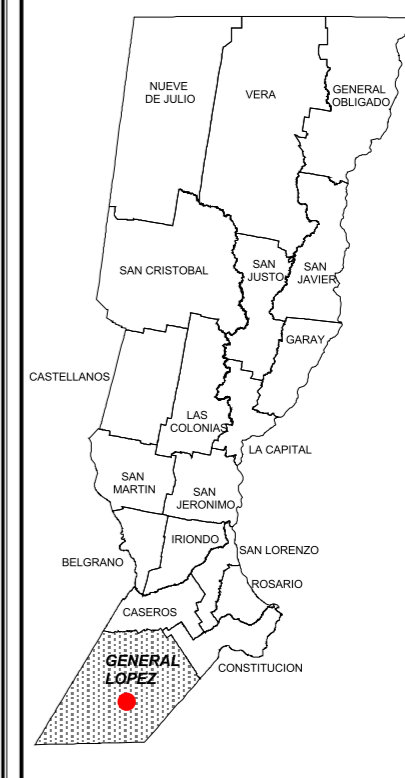 NUEVE
DE JULIO
VERA
GENERAL
OBLIGADO
SAN CRISTOBAL
SAN
JUSTO
SAN
JAVIER
GARAY
CASTELLANOS
LAS
COLONIAS
LA CAPITAL
SAN
MARTIN
SAN
JERONIMO
IRIONDO
SAN LORENZO
BELGRANO
ROSARIO
CASEROS
GENERAL
LOPEZ
CONSTITUCION